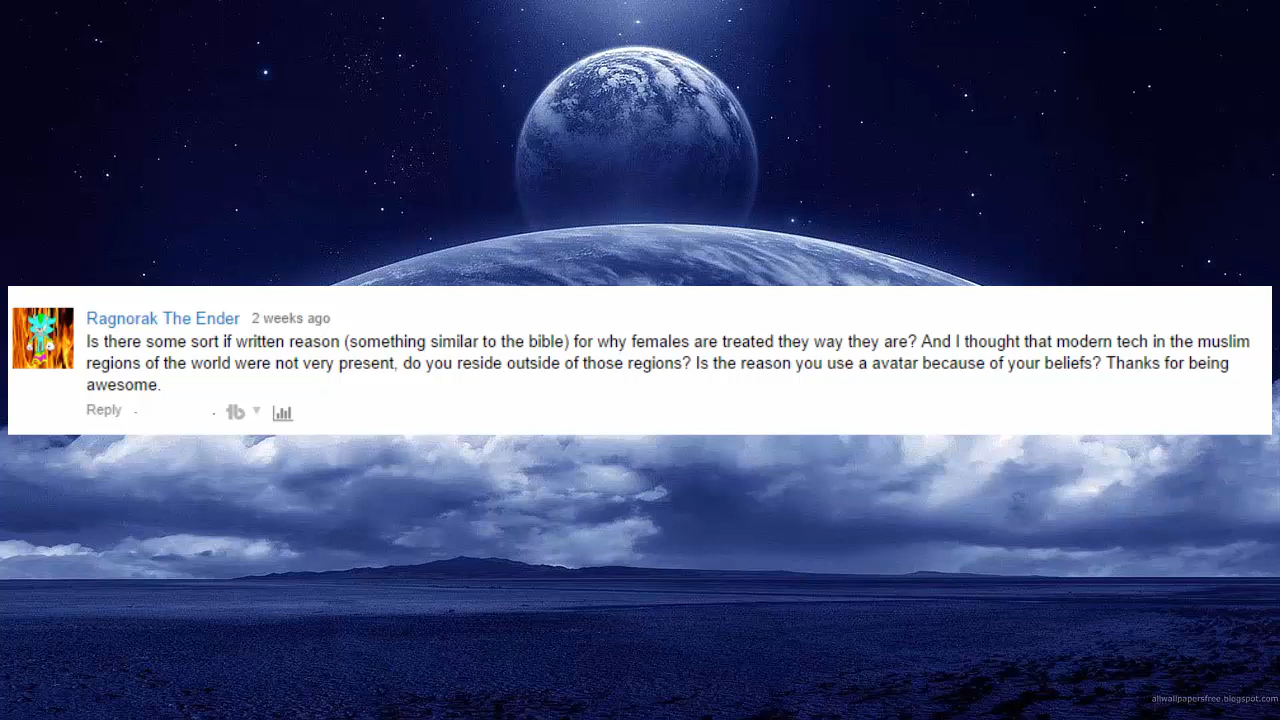 Ragnorak The Ender 2 weeks ago
Is there some sort if written reason (something similar to the bible) for why females are treated they way they are? And I thought that modern tech in the muslim
regions of the world were not very present, do you reside outside of those regions? Is the reason you use a avatar because of your beliefs? Thanks for being
awesome.
Reply
allwallpapersfree.blogspot.com